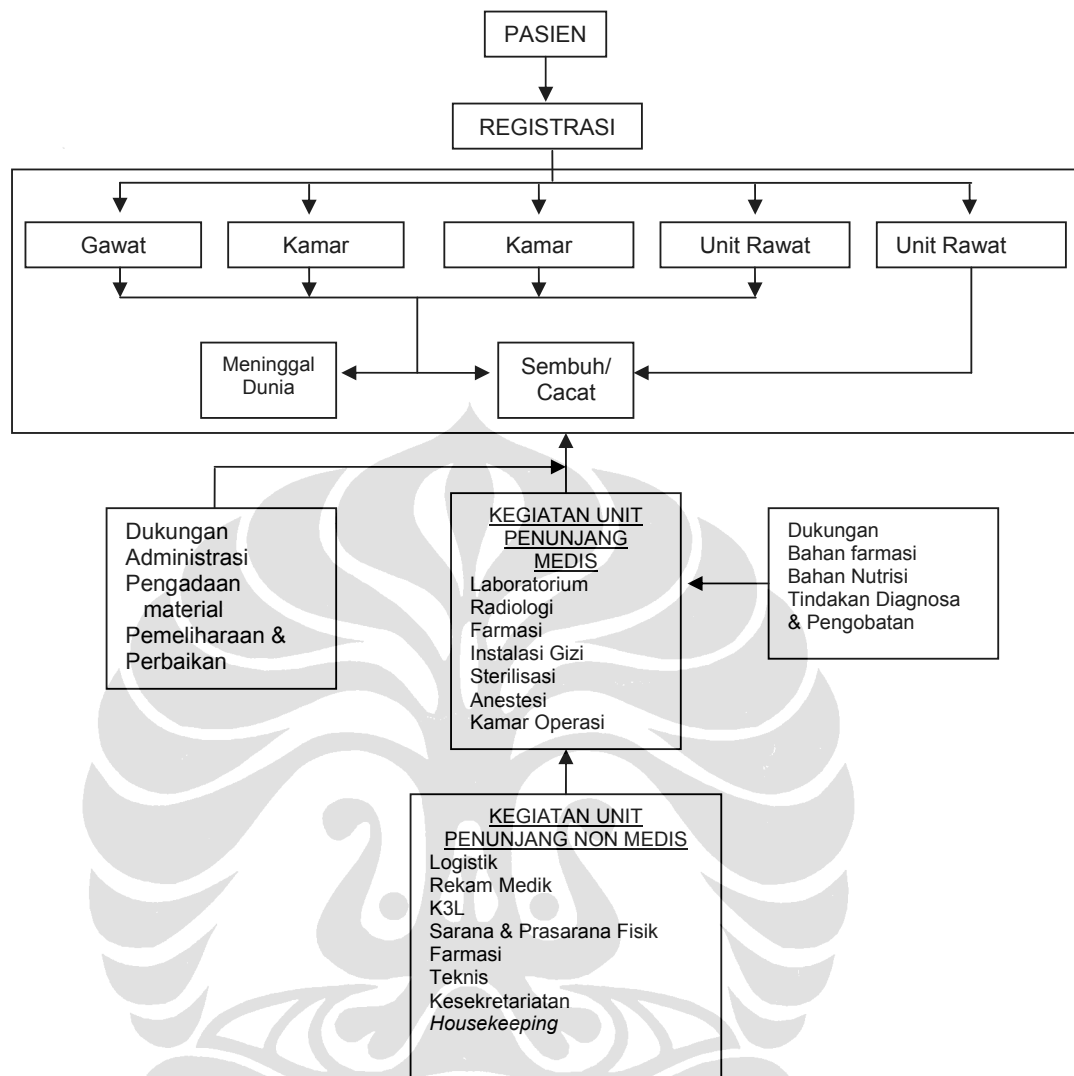 PASIEN
REGISTRASI
Gawat
Kamar
Kamar
Unit Rawat
Unit Rawat
Meninggal
Dunia
Sembuh/
Cacat
Dukungan
Administrasi
Pengadaan
material
Pemeliharaan &
Perbaikan
KEGIATAN UNIT
PENUNJANG
MEDIS
Laboratorium
Radiologi
Farmasi
Instalasi Gizi
Sterilisasi
Anestesi
Kamar Operasi
Dukungan
Bahan farmasi
Bahan Nutrisi
Tindakan Diagnosa
& Pengobatan
KEGIATAN UNIT
PENUNJANG NON MEDIS
Logistik
Rekam Medik
K3L
Sarana & Prasarana Fisik
Farmasi
Teknis
Kesekretariatan
Housekeeping